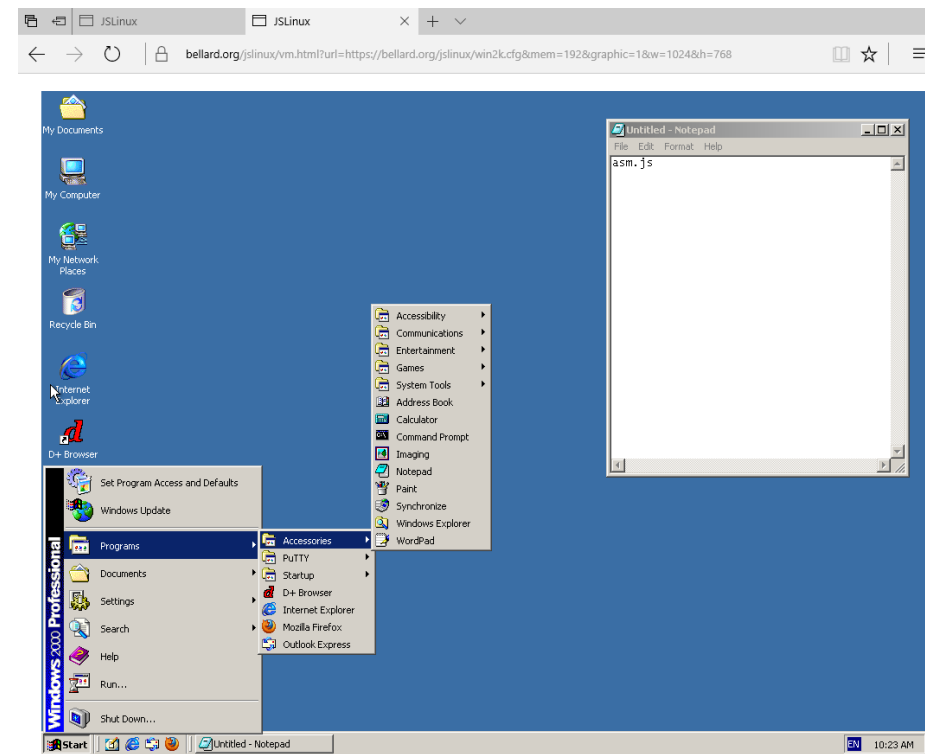 JSLinux
JSLinux
bellard.org/jslinux/vm.html?url=https://bellard.org/jslinux/win2k.cfg&mem=192&graphic=1&w=1024&h=768
My Documents
My Computer
My Network
Places
Recycle Bin
Internet
Explorer
D+ Browser
Untitled - Notepad
File Edit Format Help
asm.js
Accessibility
Communications
Entertainment
Games
System Tools
Address Book
Calculator
Command Prompt
Imaging
Notepad
Paint
Synchronize
Windows Explorer
WordPad
Set Program Access and Defaults
Windows Update
Programs
Documents
Settings
Search
Help
Run...
Shut Down...
Windows 2000 Professional
Accessories
PuTTY
Startup
D+ Browser
Internet Explorer
Mozilla Firefox
Outlook Express
Start
Untitled - Notepad
EN
10:23 AM